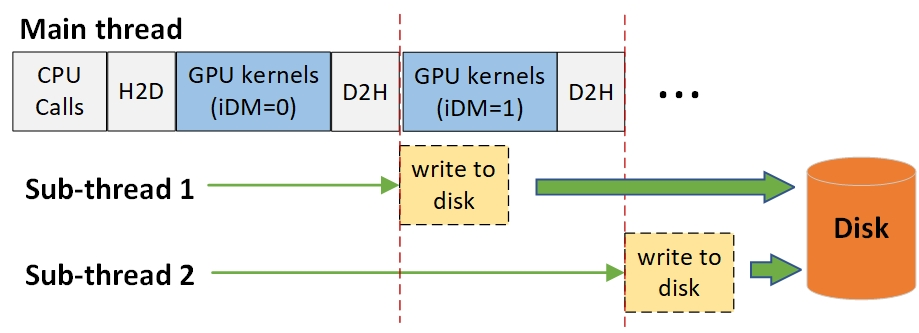 Main thread
CPU
Calls
H2D
GPU kernels
(iDM=0)
D2H
GPU kernels
(iDM=1)
D2H
...
Sub-thread 1
write to
disk
Disk
Sub-thread 2
write to
disk